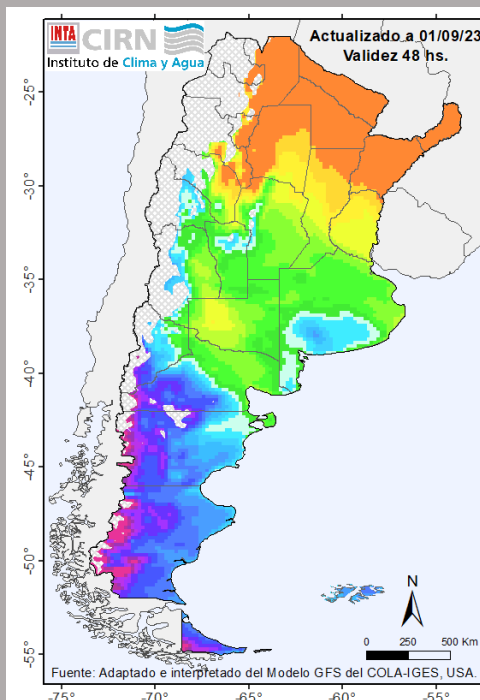 INTA CIRN
Instituto de Clima y Agua
Actualizado a 01/09/23
Validez 48 hs.
-25°
-30°
-35°
-40°
-45°
-50°
-55°
N
0 250 500 Km
Fuente: Adaptado e interpretado del Modelo GFS del COLA-IGES, USA.
-75° -70° -65° -60° -55°